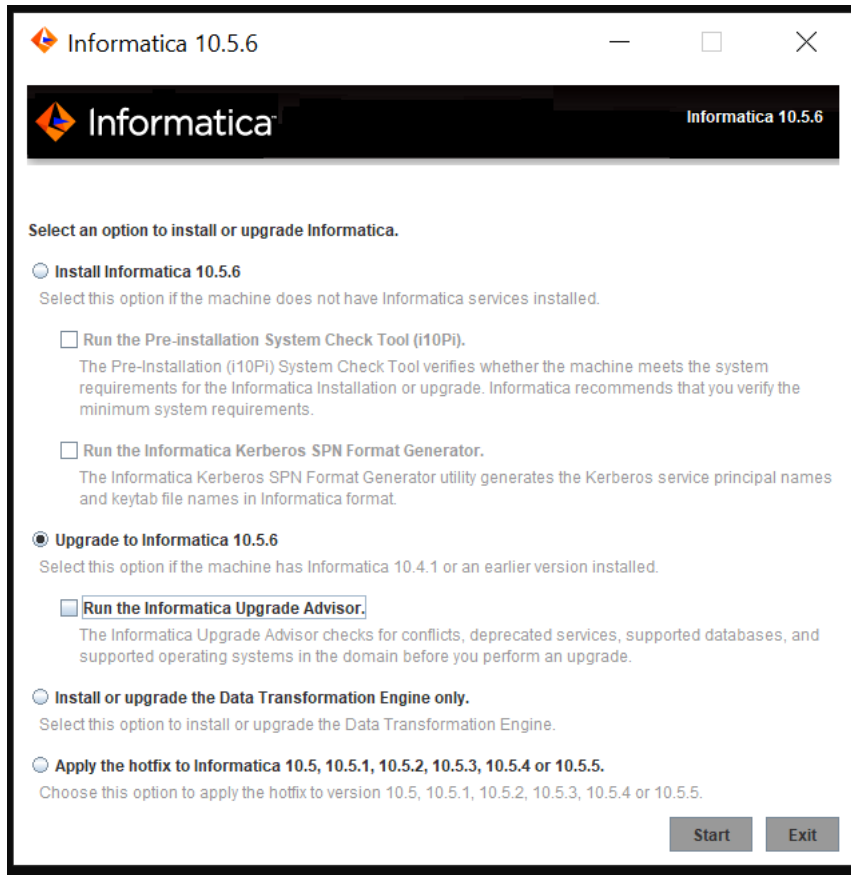 Informatica 10.5.6
Informatica
Informatica 10.5.6
Select an option to install or upgrade Informatica.
Install Informatica 10.5.6
Select this option if the machine does not have Informatica services installed.
Run the Pre-installation System Check Tool (i10Pi).
The Pre-Installation (i10Pi) System Check Tool verifies whether the machine meets the system
requirements for the Informatica Installation or upgrade. Informatica recommends that you verify the
minimum system requirements.
Run the Informatica Kerberos SPN Format Generator.
The Informatica Kerberos SPN Format Generator utility generates the Kerberos service principal names
and keytab file names in Informatica format.
Upgrade to Informatica 10.5.6
Select this option if the machine has Informatica 10.4.1 or an earlier version installed.
Run the Informatica Upgrade Advisor.
The Informatica Upgrade Advisor checks for conflicts, deprecated services, supported databases, and
supported operating systems in the domain before you perform an upgrade.
Install or upgrade the Data Transformation Engine only.
Select this option to install or upgrade the Data Transformation Engine.
Apply the hotfix to Informatica 10.5, 10.5.1, 10.5.2, 10.5.3, 10.5.4 or 10.5.5.
Choose this option to apply the hotfix to version 10.5, 10.5.1, 10.5.2, 10.5.3, 10.5.4 or 10.5.5.
Start Exit